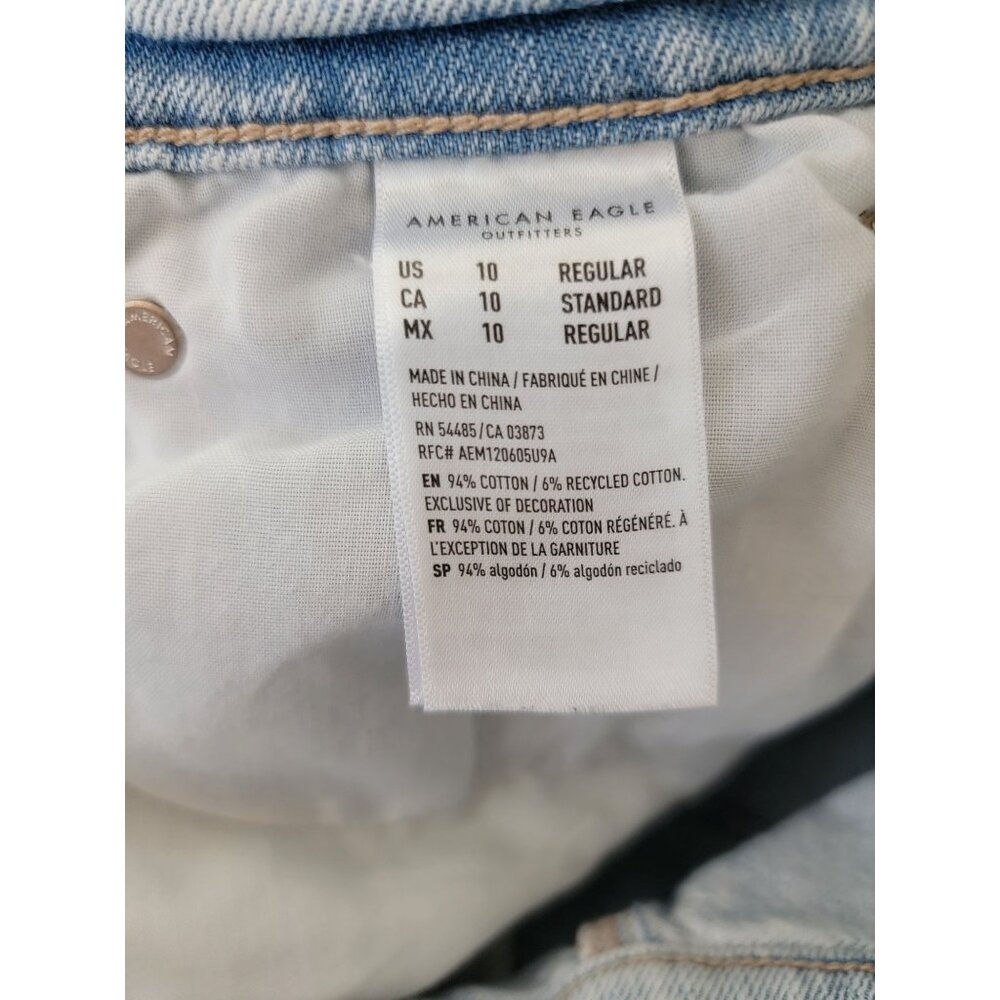 AMERICAN EAGLE
OUTFITTERS
US 10 REGULAR
CA 10 STANDARD
MX 10 REGULAR
MADE IN CHINA / FABRIQUÉ EN CHINE /
HECHO EN CHINA
RN 54485/CA 03873
RFC# AEM120605U9A
EN 94% COTTON / 6% RECYCLED COTTON.
EXCLUSIVE OF DECORATION
FR 94% COTON / 6% COTON RÉGÉNÉRÉ. À
L'EXCEPTION DE LA GARNITURE
SP 94% algodón / 6% algodón reciclado
AMERICAN